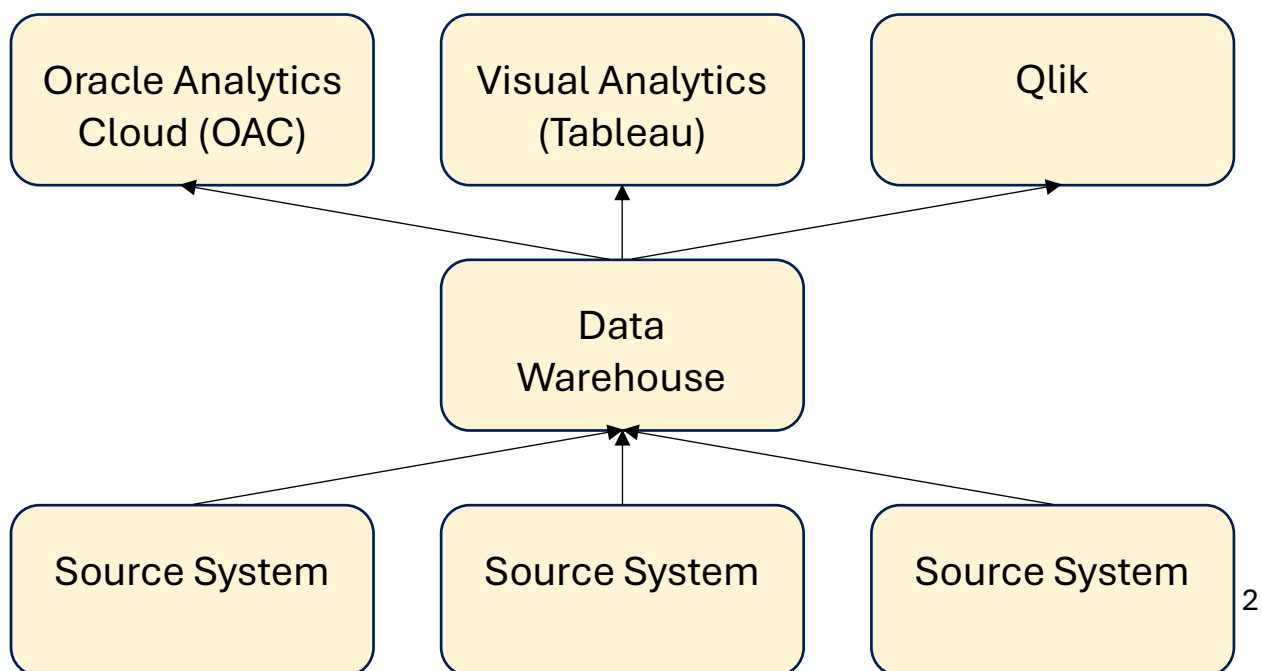 Oracle Analytics
Cloud (OAC)
Visual Analytics
(Tableau)
Qlik
Data
Warehouse
Source System
Source System
Source System
2